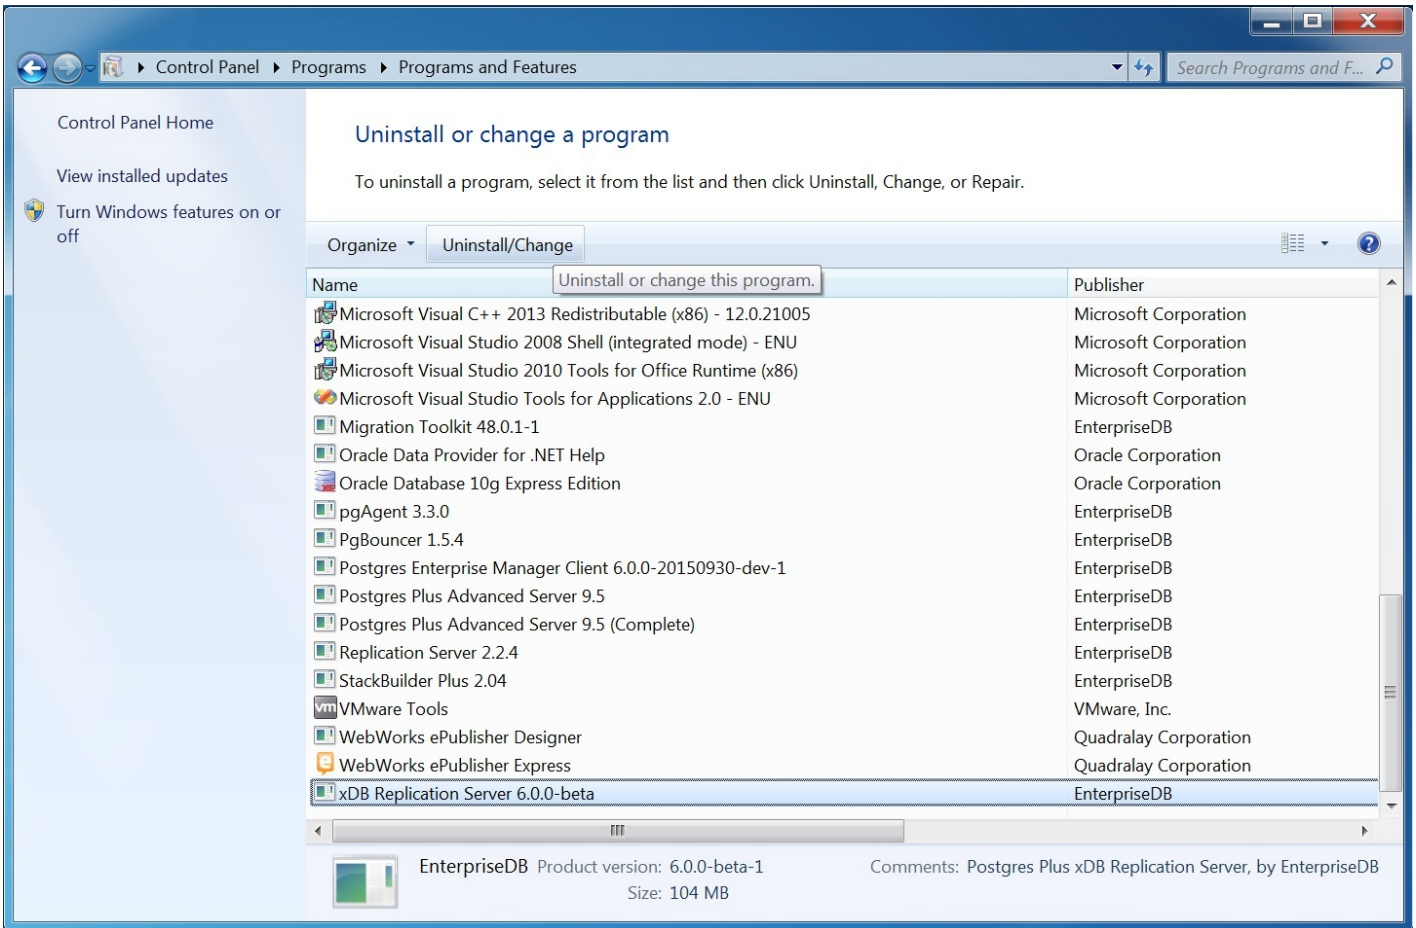 Control Panel Programs Programs and Features
Search Programs and F...
Control Panel Home
View installed updates
Turn Windows features on or
off
Uninstall or change a program
To uninstall a program, select it from the list and then click Uninstall, Change, or Repair.
Organize Uninstall/Change
Uninstall or change this program.
Name Publisher
Microsoft Visual C++ 2013 Redistributable (x86) - 12.0.21005 Microsoft Corporation
Microsoft Visual Studio 2008 Shell (integrated mode) - ENU Microsoft Corporation
Microsoft Visual Studio 2010 Tools for Office Runtime (x86) Microsoft Corporation
Microsoft Visual Studio Tools for Applications 2.0 - ENU Microsoft Corporation
Migration Toolkit 48.0.1-1 EnterpriseDB
Oracle Data Provider for .NET Help Oracle Corporation
Oracle Database 10g Express Edition Oracle Corporation
pgAgent 3.3.0 EnterpriseDB
PgBouncer 1.5.4 EnterpriseDB
Postgres Enterprise Manager Client 6.0.0-20150930-dev-1 EnterpriseDB
Postgres Plus Advanced Server 9.5 EnterpriseDB
Postgres Plus Advanced Server 9.5 (Complete) EnterpriseDB
Replication Server 2.2.4 EnterpriseDB
StackBuilder Plus 2.04 EnterpriseDB
vm VMware Tools VMware, Inc.
WebWorks ePublisher Designer Quadralay Corporation
WebWorks ePublisher Express Quadralay Corporation
xDB Replication Server 6.0.0-beta EnterpriseDB
EnterpriseDB Product version: 6.0.0-beta-1 Comments: Postgres Plus xDB Replication Server, by EnterpriseDB
Size: 104 MB